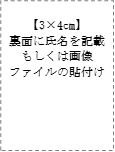 【3×4㎝】
裏面に氏名を記載
もしくは画像
ファイルの貼付け